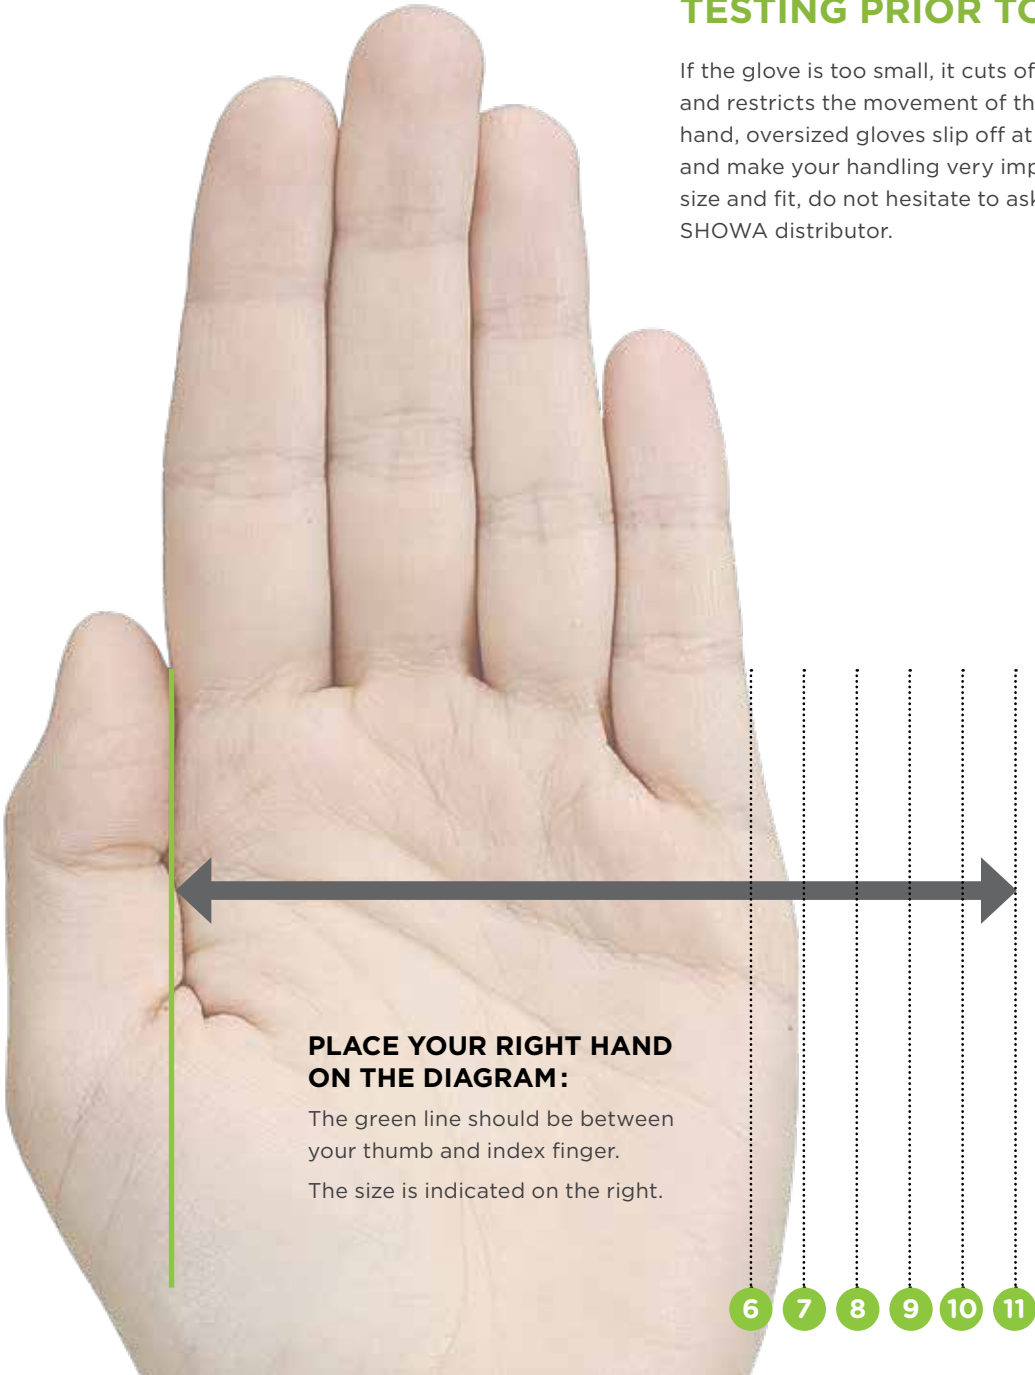 TESTING PRIOR TO
If the glove is too small, it cuts of
and restricts the movement of th
hand, oversized gloves slip off at
and make your handling very imp
size and fit, do not hesitate to ask
SHOWA distributor.
PLACE YOUR RIGHT HAND
ON THE DIAGRAM:
The green line should be between
your thumb and index finger.
The size is indicated on the right.
6 7 8 9 10 11